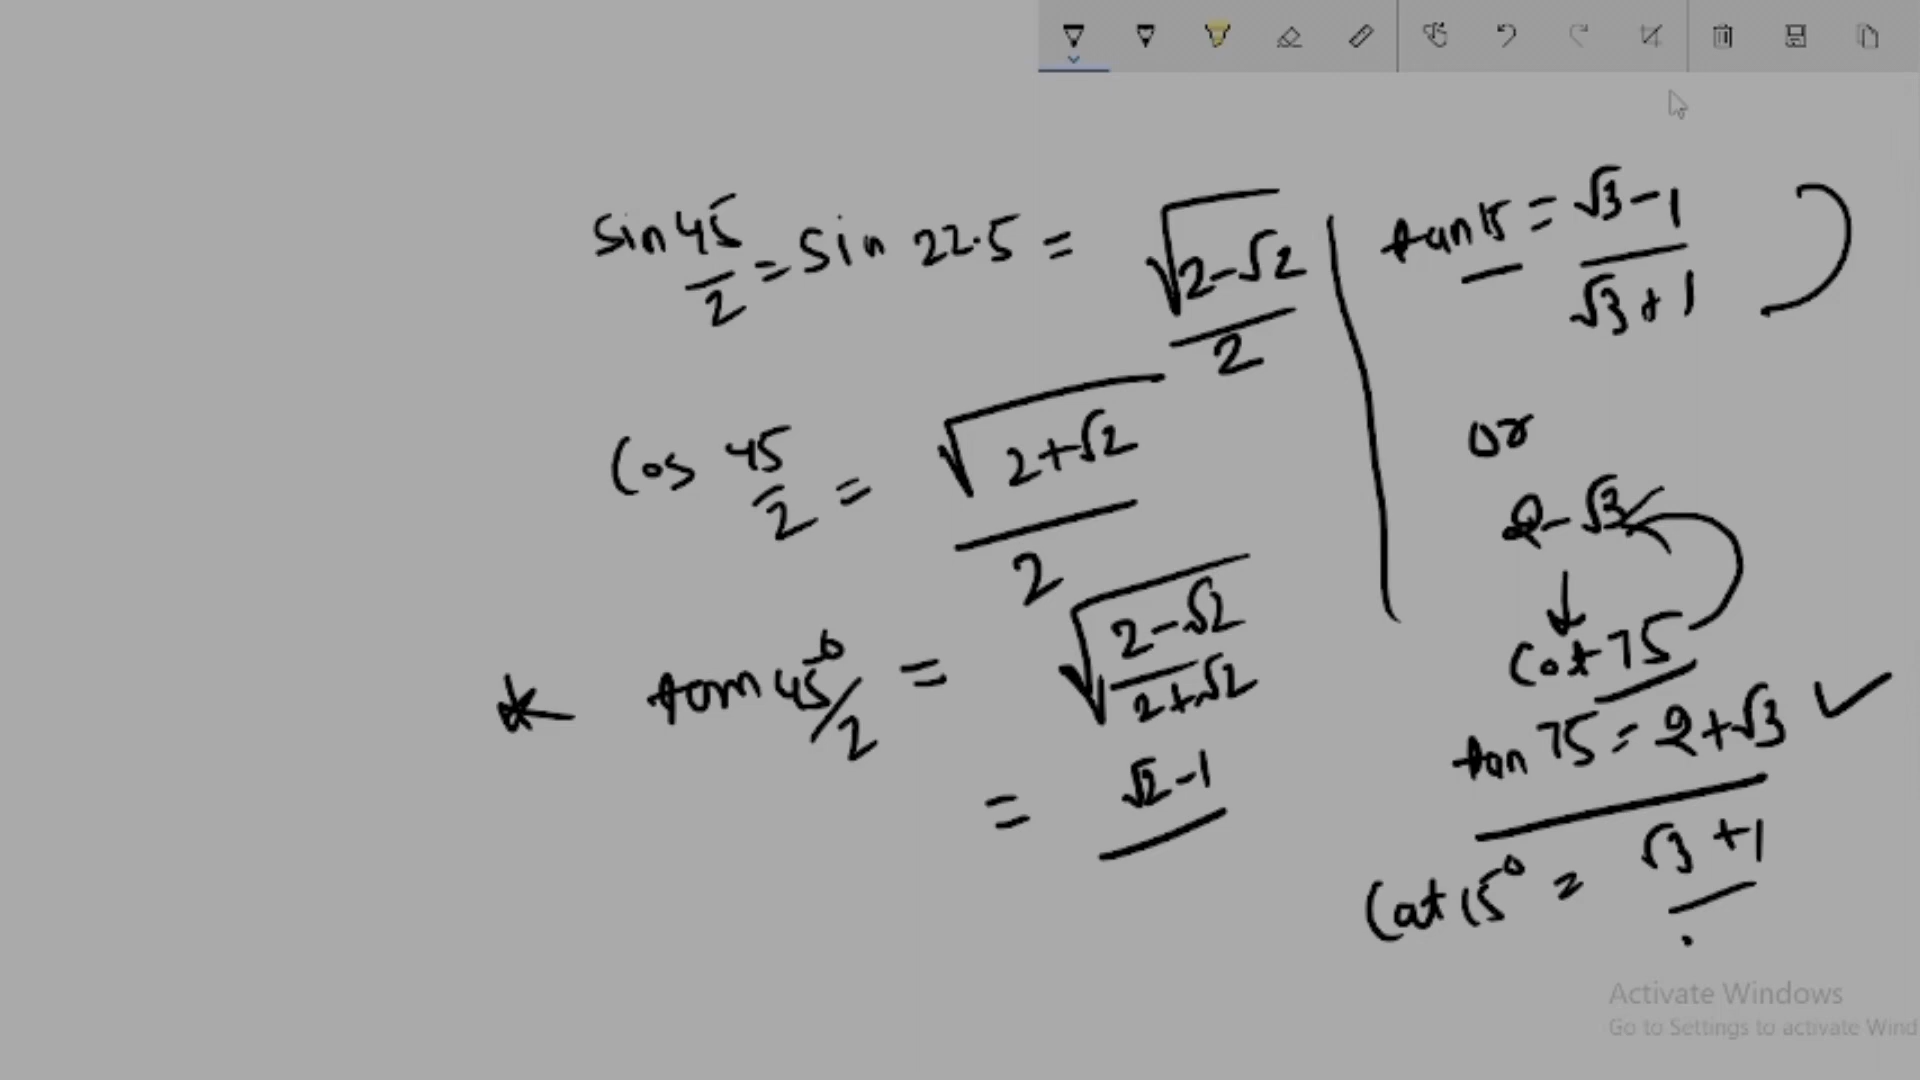 sin 45/2 = sin 22.5 = √(2-√2)/2
cos 45/2 = √(2+√2)/2
* tan 45°/2 = √((2-√2)/(2+√2))
= √2-1
tan 15 = (√3-1)/(√3+1)
or
2-√3
↓
cot 75
tan 75 = 2+√3 ✓
cot 15° = √3+1
Activate Windows
Go to Settings to activate Wind